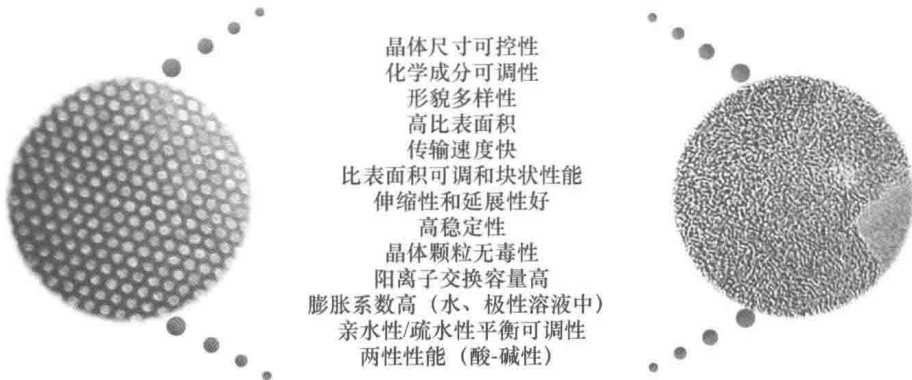 晶体尺寸可控性
化学成分可调性
形貌多样性
高比表面积
传输速度快
比表面积可调和块状性能
伸缩性和延展性好
高稳定性
晶体颗粒无毒性
阳离子交换容量高
膨胀系数高（水、极性溶液中）
亲水性/疏水性平衡可调性
两性性能（酸-碱性）